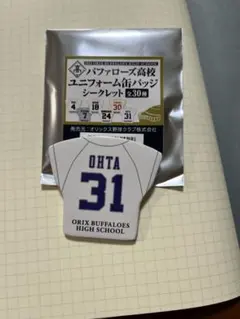 バファローズ高校
ユニフォーム缶バッジ
シークレット 全30種
4
18
31
24
発売元:オリックス野球クラブ株式会社
OHTA
31
ORIX BUFFALOES
HIGH SCHOOL